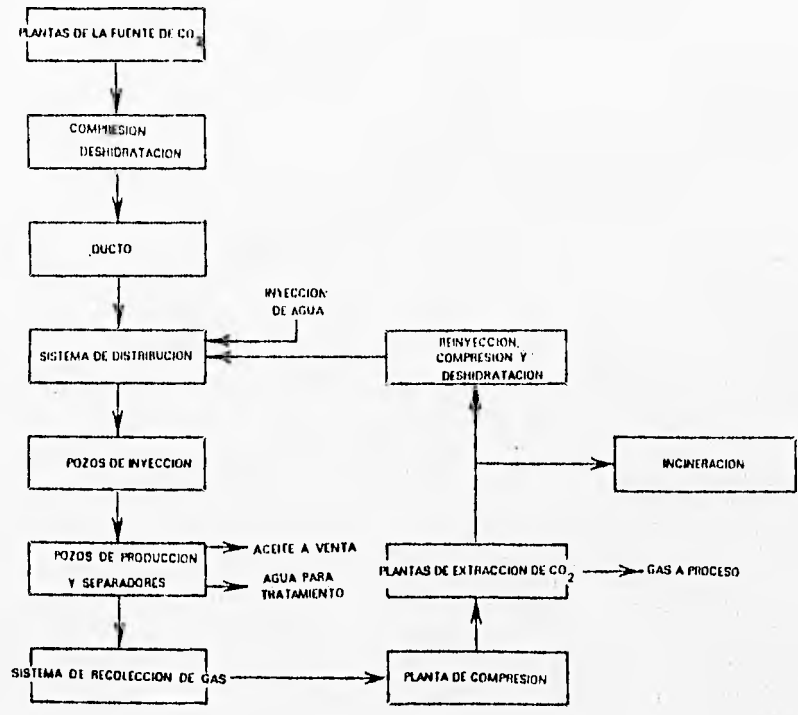 PLANTAS DE LA FUENTE DE CO2
COMPRESION
DESHIDRATACION
DUCTO
INYECCION
DE AGUA
SISTEMA DE DISTRIBUCION
REINYECCION,
COMPRESION Y
DESHIDRATACION
POZOS DE INYECCION
INCINERACION
POZOS DE PRODUCCION
Y SEPARADORES
ACEITE A VENTA
AGUA PARA
TRATAMIENTO
PLANTAS DE EXTRACCION DE CO2
GAS A PROCESO
SISTEMA DE RECOLECCION DE GAS
PLANTA DE COMPRESION